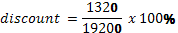 discount = 1320/19200 x 100%